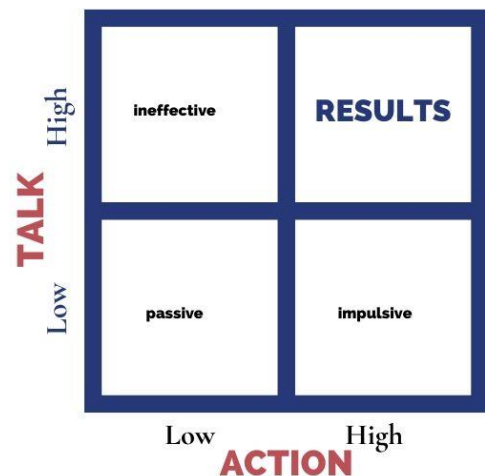 High
ineffective
RESULTS
TALK
Low
passive
impulsive
Low
High
ACTION